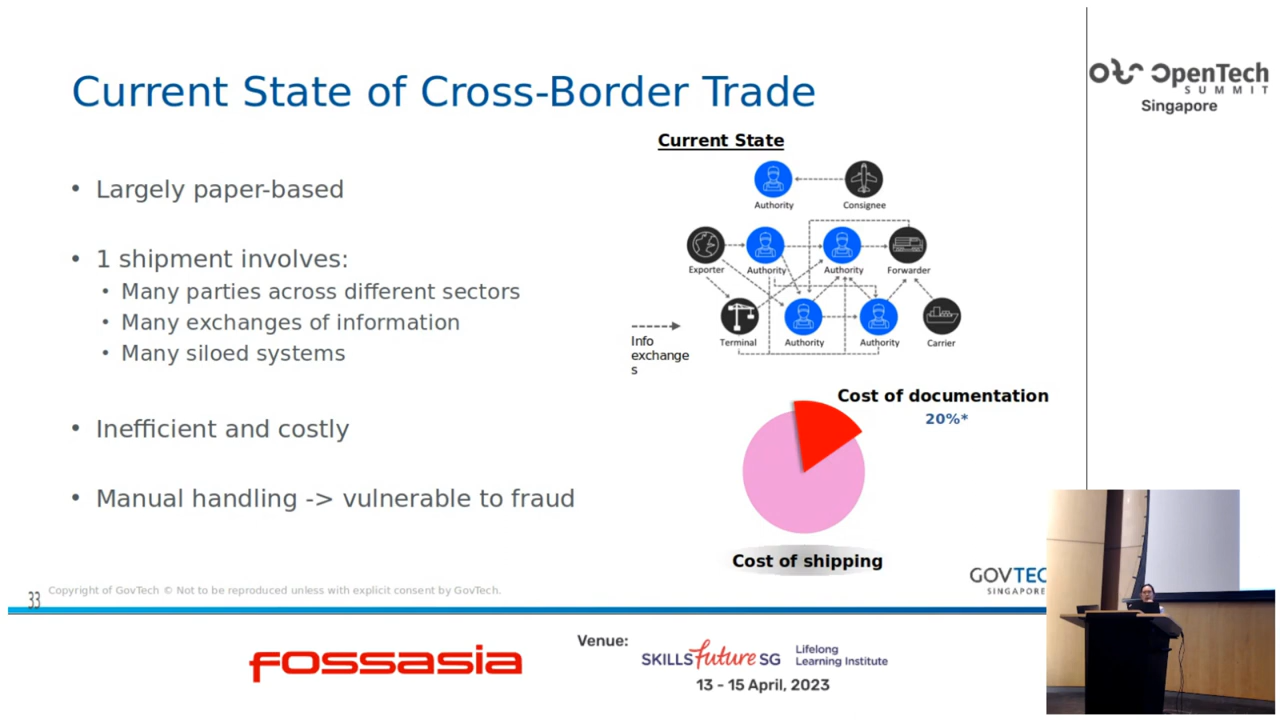 Current State of Cross-Border Trade
• Largely paper-based
• 1 shipment involves:
• Many parties across different sectors
• Many exchanges of information
• Many siloed systems
• Inefficient and costly
• Manual handling -> vulnerable to fraud
Current State
Authority
Consignee
Exporter
Authority
Authority
Forwarder
Terminal
Authority
Authority
Carrier
Info
exchange
s
Cost of documentation
20%*
Cost of shipping
GOVTEC
SINGAPORE
33
Copyright of GovTech © Not to be reproduced unless with explicit consent by GovTech.
OpenTech
SUMMIT
Singapore
fossasia
Venue:
SKILLSfuture SG
Lifelong
Learning Institute
13 - 15 April, 2023